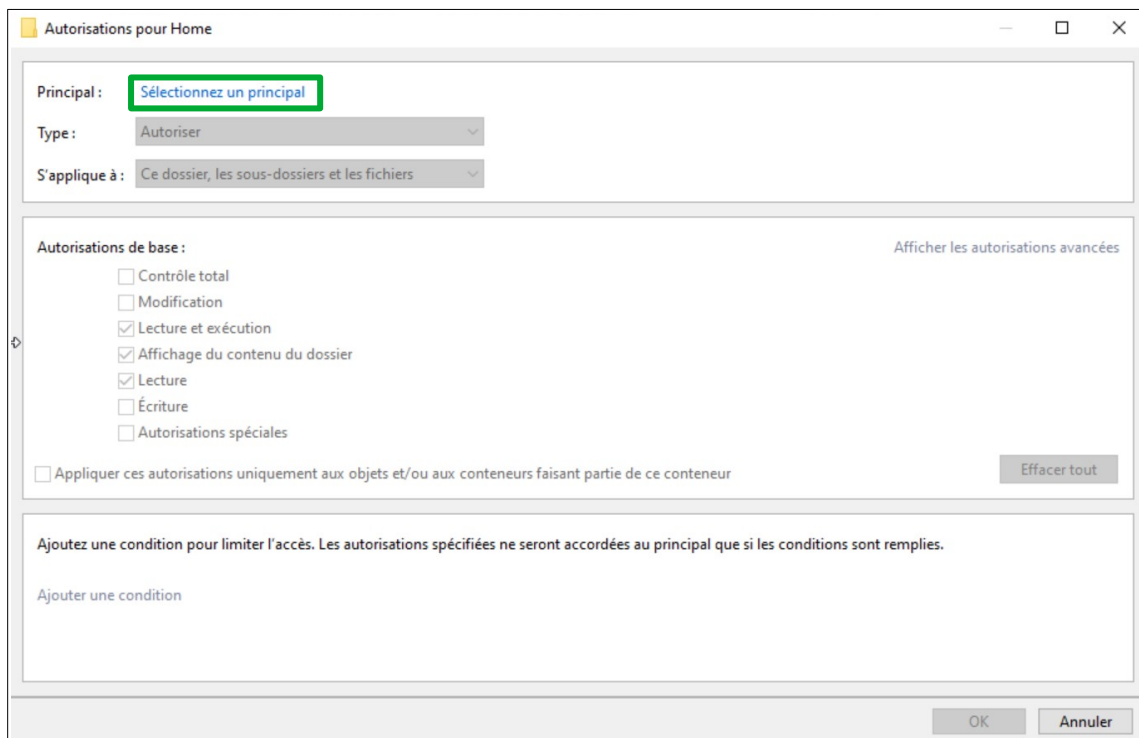 Autorisations pour Home
Principal : Sélectionnez un principal
Type : Autoriser
S'applique à : Ce dossier, les sous-dossiers et les fichiers
Autorisations de base : Afficher les autorisations avancées
Contrôle total
Modification
Lecture et exécution
Affichage du contenu du dossier
Lecture
Écriture
Autorisations spéciales
Appliquer ces autorisations uniquement aux objets et/ou aux conteneurs faisant partie de ce conteneur Effacer tout
Ajoutez une condition pour limiter l'accès. Les autorisations spécifiées ne seront accordées au principal que si les conditions sont remplies.
Ajouter une condition
OK Annuler